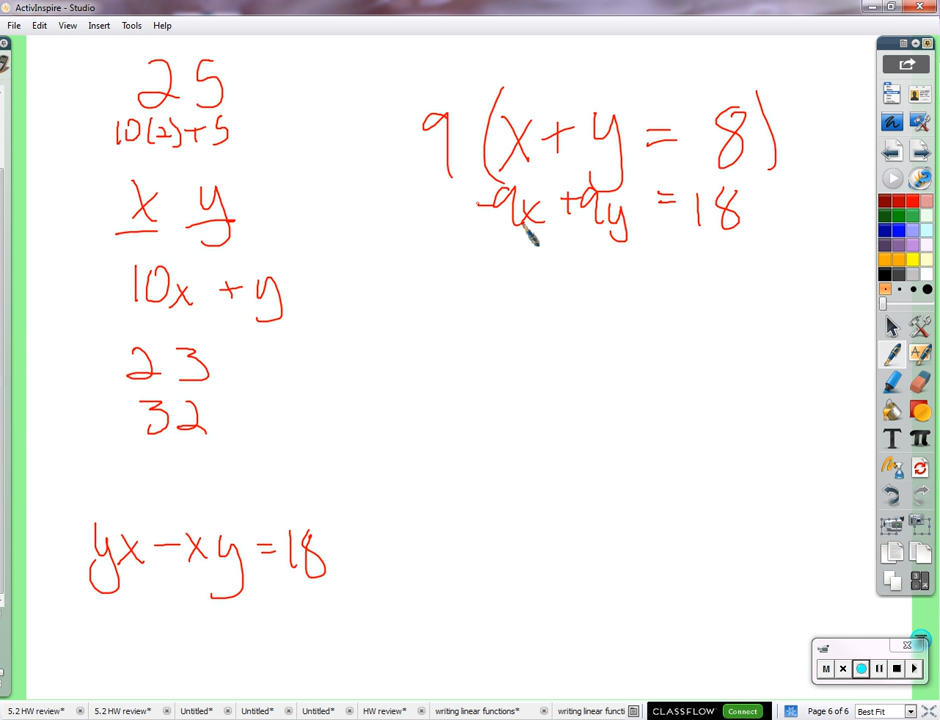 ActivInspire - Studio
File Edit View Insert Tools Help
25
10(2)+5
x y
10x + y
23
32
yx - xy = 18
9(x + y = 8)
-9x + 9y = 18
5.2 HW review* 5.2 HW review* Untitled* Untitled* Untitled* HW review* writing linear functions* writing linear functi
CLASSFLOW Connect
Page 6 of 6 Best Fit
M